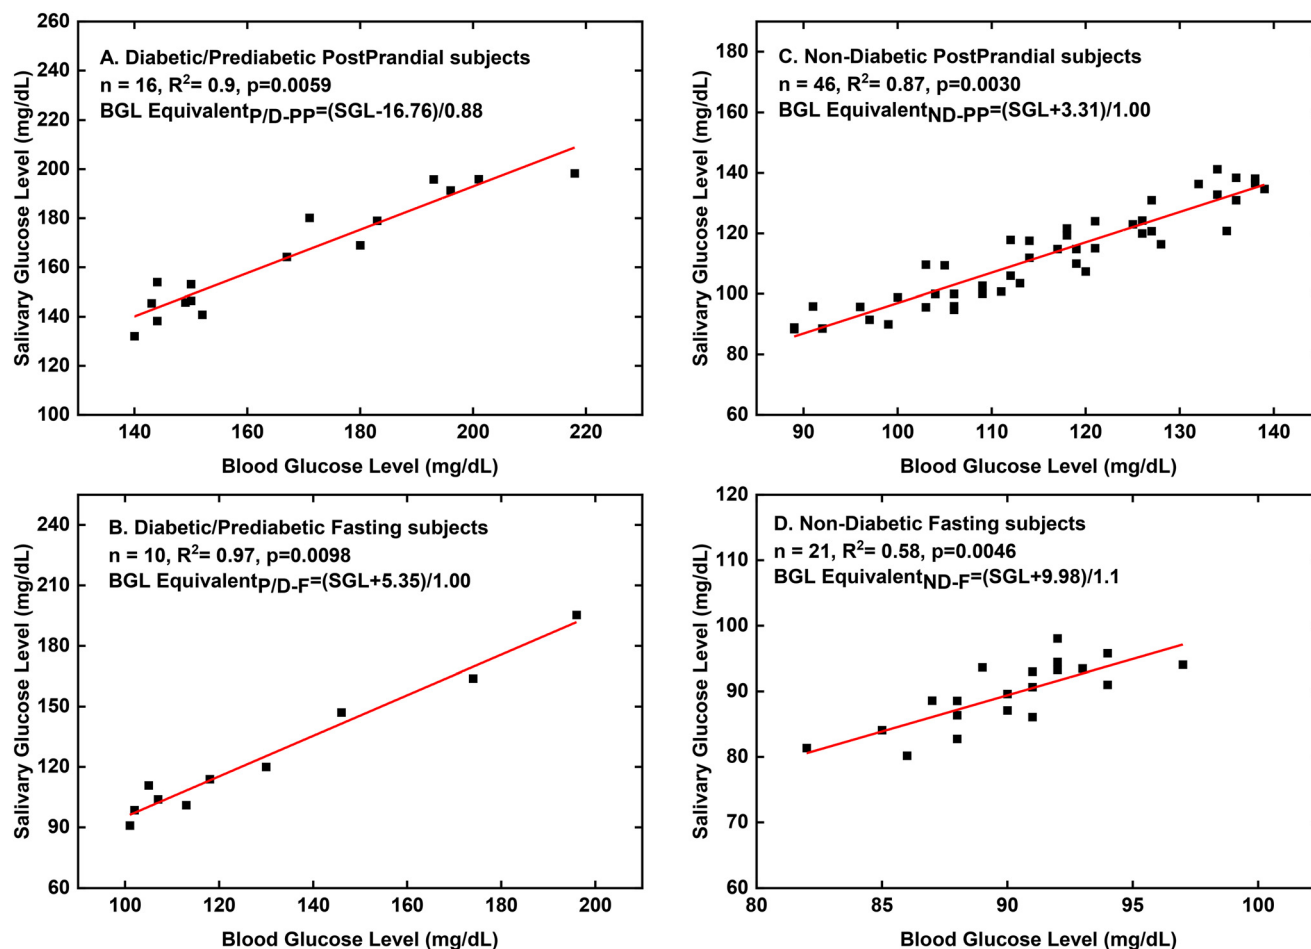 A. Diabetic/Prediabetic PostPrandial subjects
n = 16, R²= 0.9, p=0.0059
BGL EquivalentP/D-PP=(SGL-16.76)/0.88
Salivary Glucose Level (mg/dL)
260
240
220
200
180
160
140
120
100
140
160
180
200
220
Blood Glucose Level (mg/dL)
C. Non-Diabetic PostPrandial subjects
n = 46, R²= 0.87, p=0.0030
BGL EquivalentND-PP=(SGL+3.31)/1.00
Salivary Glucose Level (mg/dL)
180
160
140
120
100
80
60
90
100
110
120
130
140
Blood Glucose Level (mg/dL)
B. Diabetic/Prediabetic Fasting subjects
n = 10, R²= 0.97, p=0.0098
BGL EquivalentP/D-F=(SGL+5.35)/1.00
Salivary Glucose Level (mg/dL)
240
210
180
150
120
90
60
100
120
140
160
180
200
Blood Glucose Level (mg/dL)
D. Non-Diabetic Fasting subjects
n = 21, R²= 0.58, p=0.0046
BGL EquivalentND-F=(SGL+9.98)/1.1
Salivary Glucose Level (mg/dL)
120
110
100
90
80
70
60
80
85
90
95
100
Blood Glucose Level (mg/dL)